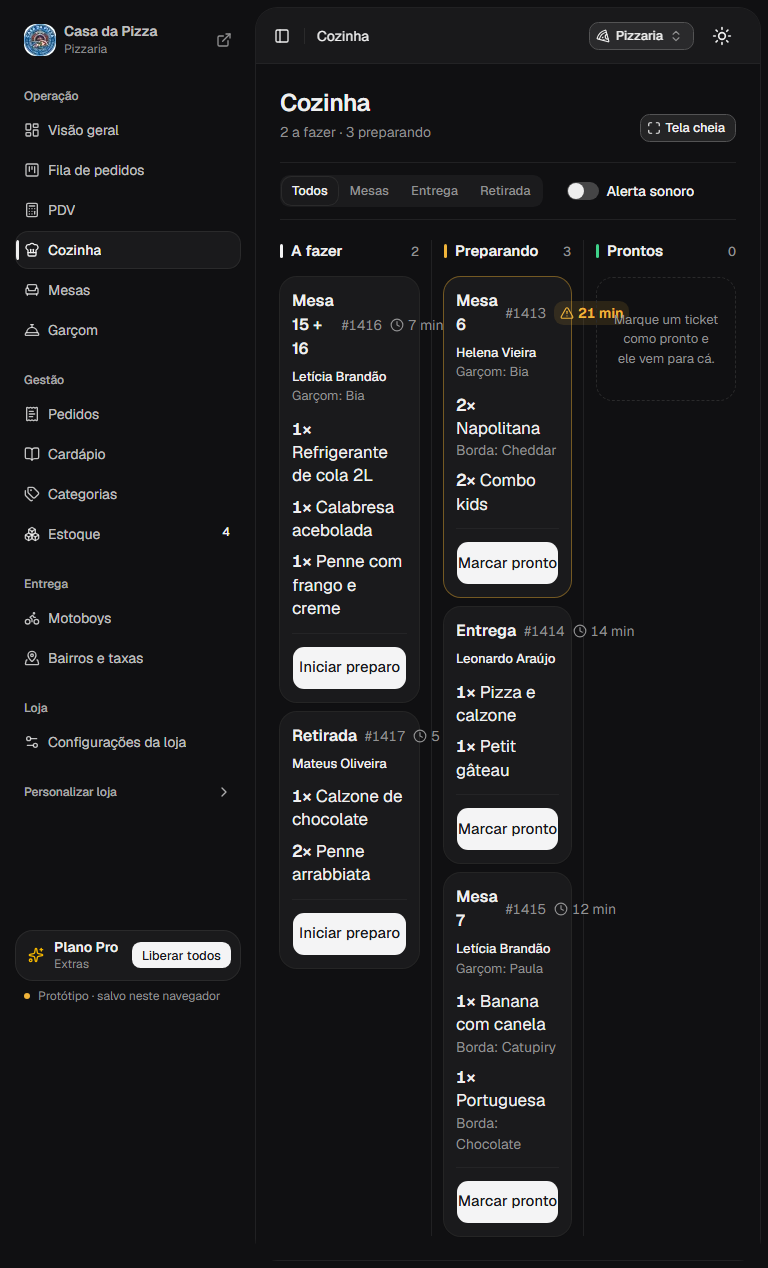 Casa da Pizza
Pizzaria
Operação
Visão geral
Fila de pedidos
PDV
Cozinha
Mesas
Garçom
Gestão
Pedidos
Cardápio
Categorias
Estoque 4
Entrega
Motoboys
Bairros e taxas
Loja
Configurações da loja
Personalizar loja
Plano Pro
Extras
Liberar todos
Protótipo · salvo neste navegador
Cozinha
Pizzaria
Cozinha
2 a fazer · 3 preparando
Tela cheia
Todos Mesas Entrega Retirada
Alerta sonoro
A fazer 2
Mesa
15 +
16
#1416 7 min
Letícia Brandão
Garçom: Bia
1×
Refrigerante
de cola 2L
1× Calabresa
acebolada
1× Penne com
frango e
creme
Iniciar preparo
Retirada #1417 5
Mateus Oliveira
1× Calzone de
chocolate
2× Penne
arrabbiata
Iniciar preparo
Preparando 3
Mesa
6
#1413 21 min
Helena Vieira
Garçom: Bia
2×
Napolitana
Borda: Cheddar
2× Combo
kids
Marcar pronto
Entrega #1414 14 min
Leonardo Araújo
1× Pizza e
calzone
1× Petit
gâteau
Marcar pronto
Mesa
7
#1415 12 min
Letícia Brandão
Garçom: Paula
1× Banana
com canela
Borda: Catupiry
1×
Portuguesa
Borda:
Chocolate
Marcar pronto
Prontos 0
Marque um ticket
como pronto e
ele vem para cá.